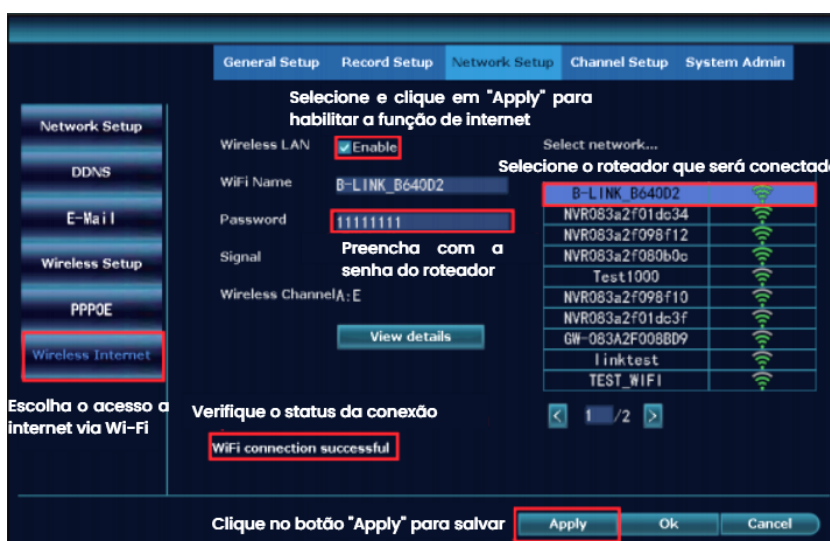 General Setup Record Setup Network Setup Channel Setup System Admin
Selecione e clique em "Apply" para
habilitar a função de internet
Network Setup
DDNS
E-Mail
Wireless Setup
PPPOE
Wireless Internet
Escolha o acesso a
internet via Wi-Fi
Wireless LAN Enable
WiFi Name B-LINK_B640D2
Password 11111111
Preencha com a
senha do roteador
Signal
Wireless Channel A:E
View details
Verifique o status da conexão
WiFi connection successful
Select network...
Selecione o roteador que será conectado
B-LINK_B640D2
NVR083a2f01dc34
NVR083a2f098f12
NVR083a2f080b0c
Test1000
NVR083a2f098f10
NVR083a2f01dc3f
GW-083A2F008BD9
linktest
TEST_WIFI
< 1 /2 >
Clique no botão "Apply" para salvar
Apply Ok Cancel